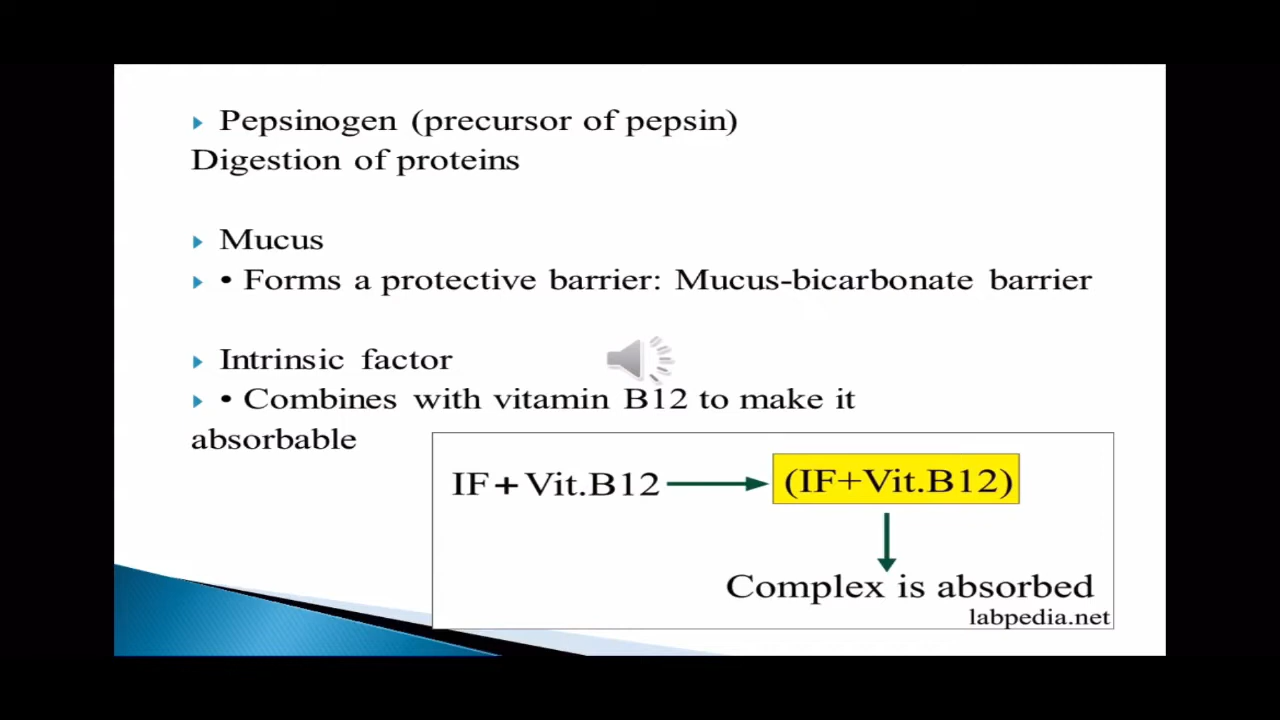 Pepsinogen (precursor of pepsin)
Digestion of proteins
Mucus
• Forms a protective barrier: Mucus-bicarbonate barrier
Intrinsic factor
• Combines with vitamin B12 to make it
absorbable
IF+Vit.B12 (IF+Vit.B12)
Complex is absorbed
labpedia.net